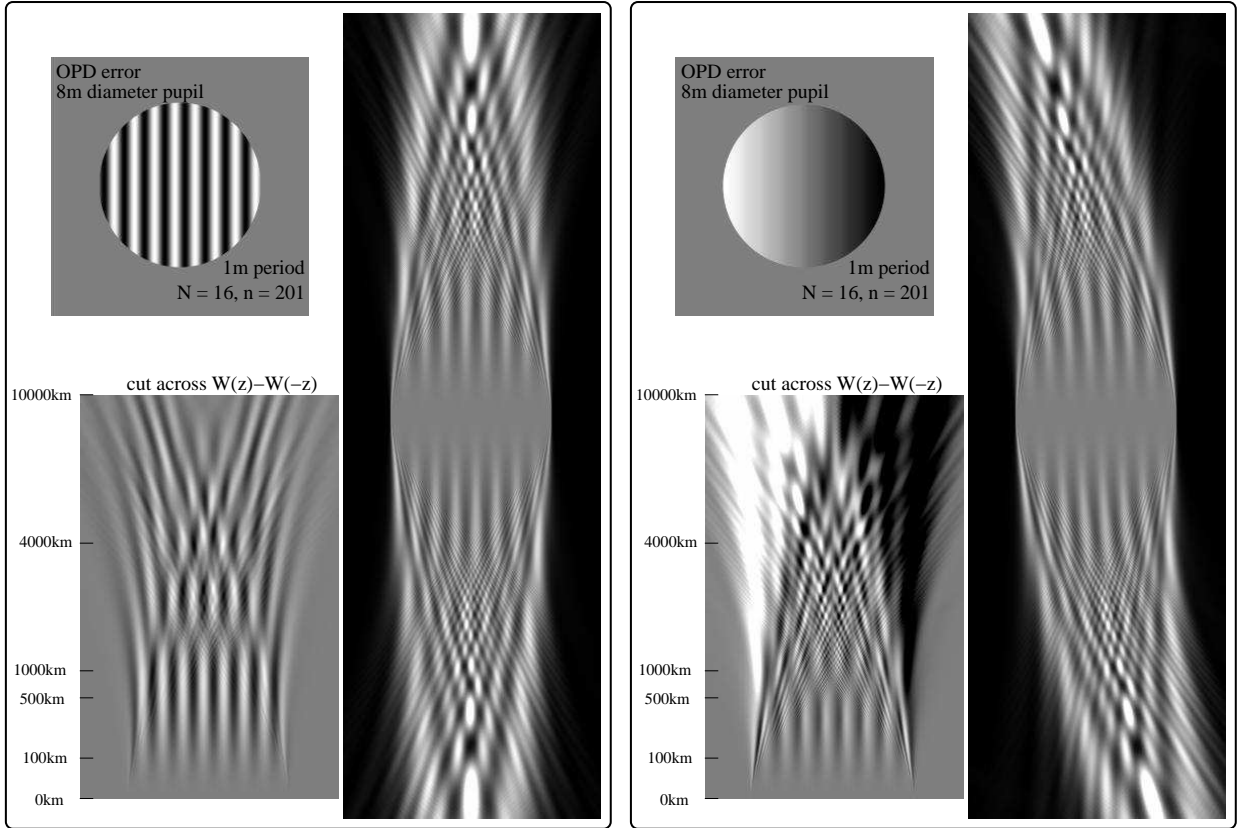 OPD error
8m diameter pupil
1m period
N = 16, n = 201
cut across W(z)−W(−z)
10000km
4000km
1000km
500km
100km
0km
OPD error
8m diameter pupil
1m period
N = 16, n = 201
cut across W(z)−W(−z)
10000km
4000km
1000km
500km
100km
0km